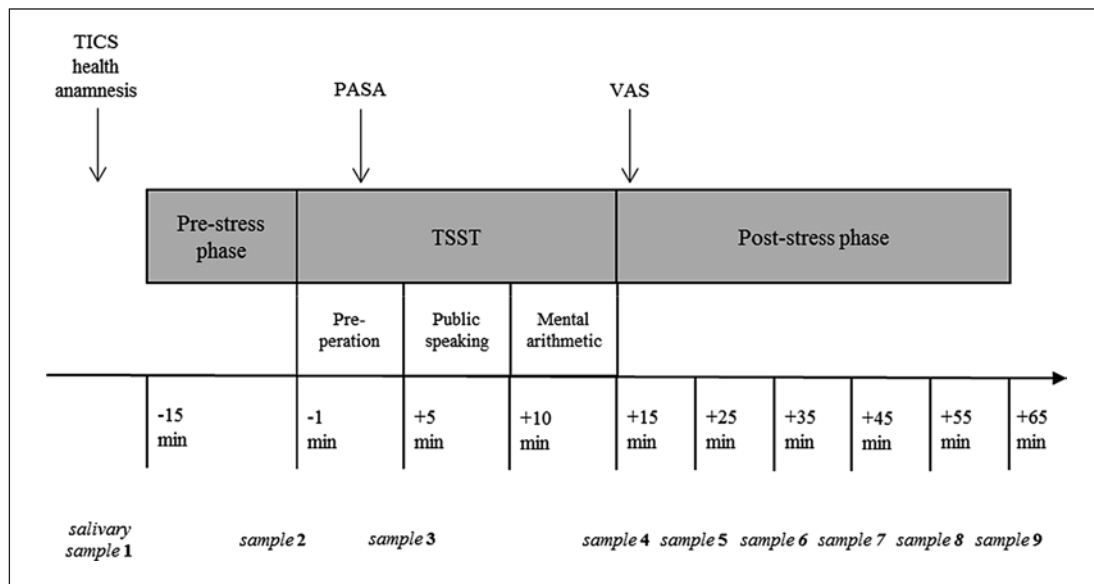 TICS
health
anamnesis
PASA
VAS
Pre-stress
phase
TSST
Post-stress phase
Pre-
peration
Public
speaking
Mental
arithmetic
-15
min
-1
min
+5
min
+10
min
+15
min
+25
min
+35
min
+45
min
+55
min
+65
min
salivary
sample 1
sample 2
sample 3
sample 4
sample 5
sample 6
sample 7
sample 8
sample 9